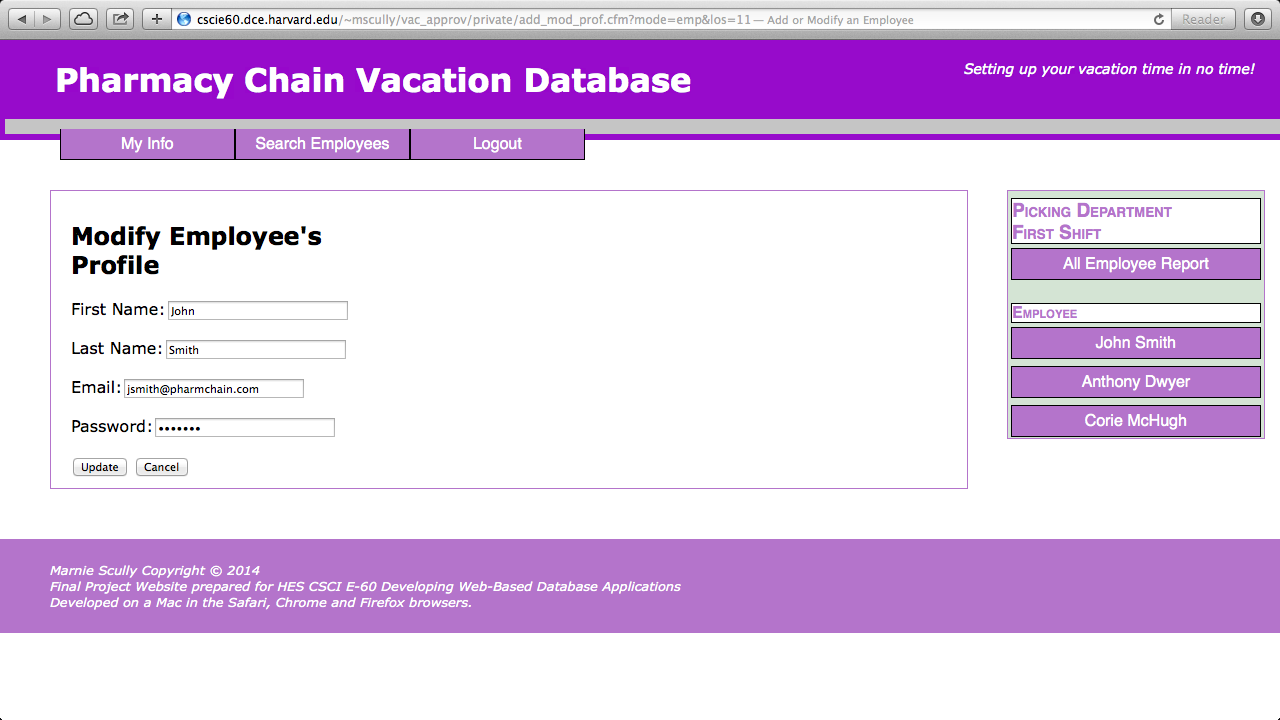 cscie60.dce.harvard.edu/~mscully/vac_approv/private/add_mod_prof.cfm?mode=emp&los=11 — Add or Modify an Employee
Reader
Pharmacy Chain Vacation Database
Setting up your vacation time in no time!
My Info
Search Employees
Logout
Modify Employee's
Profile
First Name: John
Last Name: Smith
Email: jsmith@pharmchain.com
Password: •••••••
Update
Cancel
Picking Department
First Shift
All Employee Report
Employee
John Smith
Anthony Dwyer
Corie McHugh
Marnie Scully Copyright © 2014
Final Project Website prepared for HES CSCI E-60 Developing Web-Based Database Applications
Developed on a Mac in the Safari, Chrome and Firefox browsers.